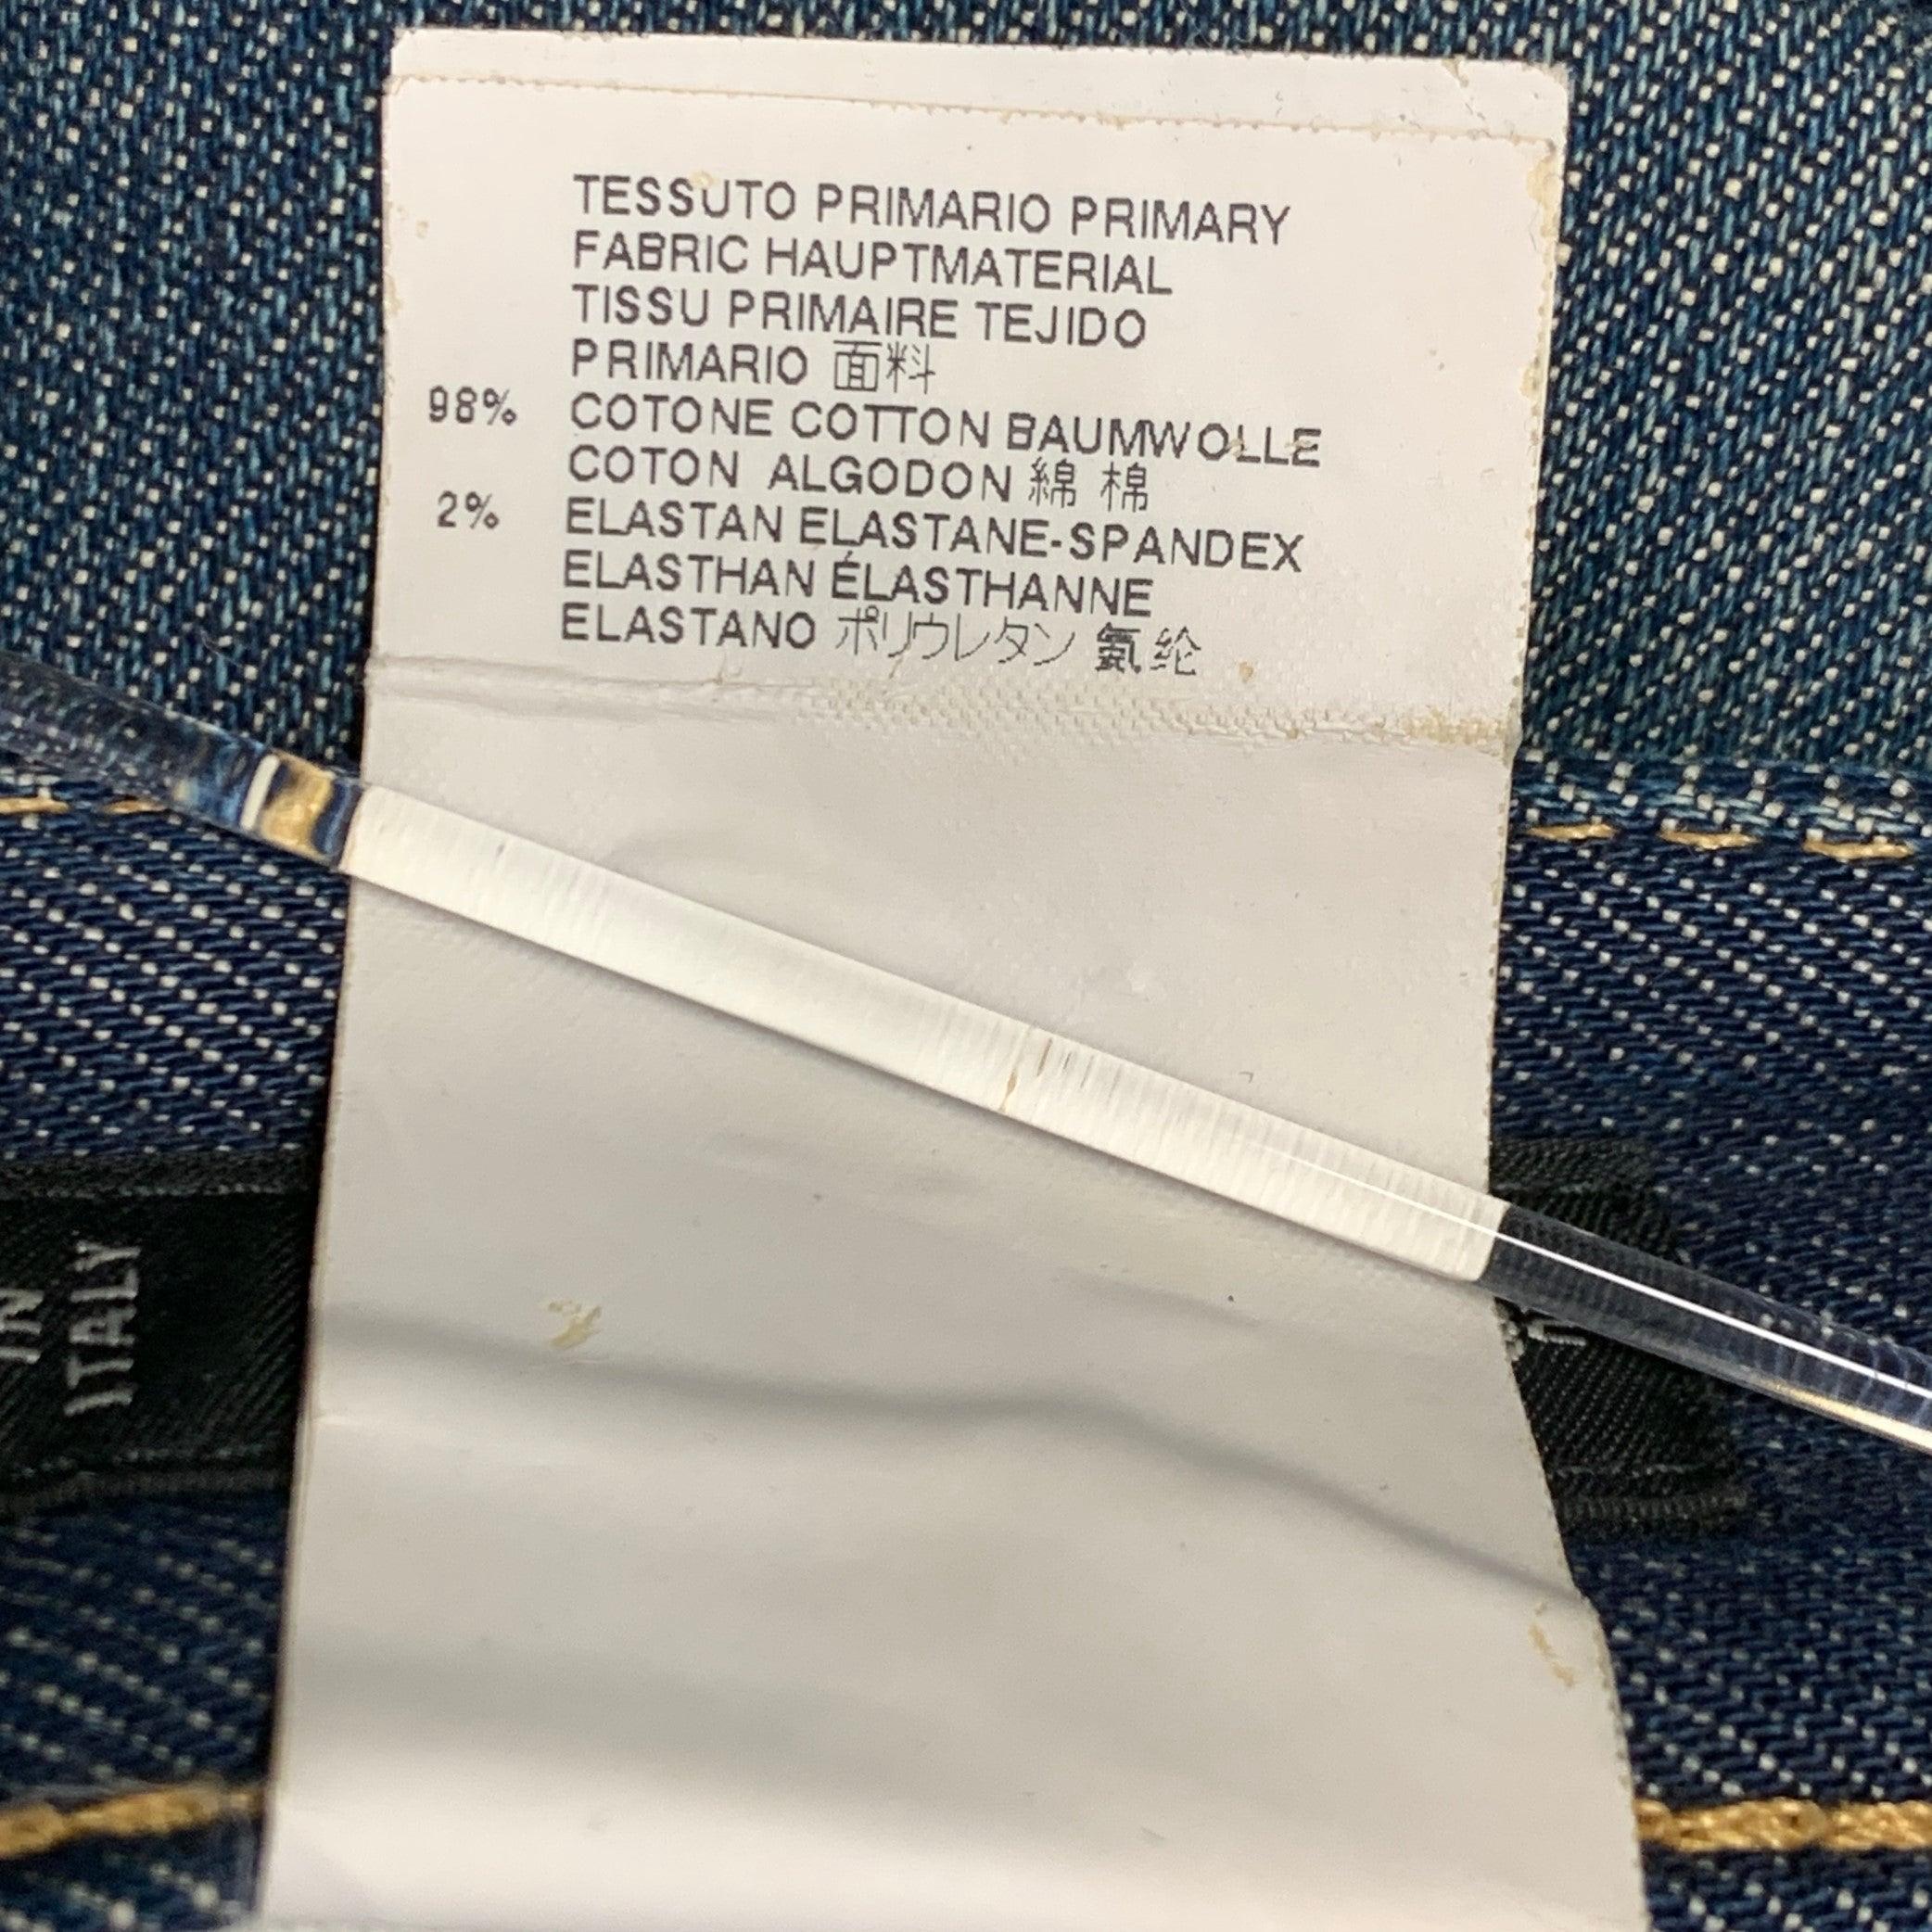 TESSUTO PRIMARIO PRIMARY
FABRIC HAUPTMATERIAL
TISSU PRIMAIRE TEJIDO
PRIMARIO 面料
98% COTONE COTTON BAUMWOLLE
COTON ALGODON 綿 棉
2% ELASTAN ELASTANE-SPANDEX
ELASTHAN ÉLASTHANNE
ELASTANO ポリウレタン 氨纶
IN
ITALY